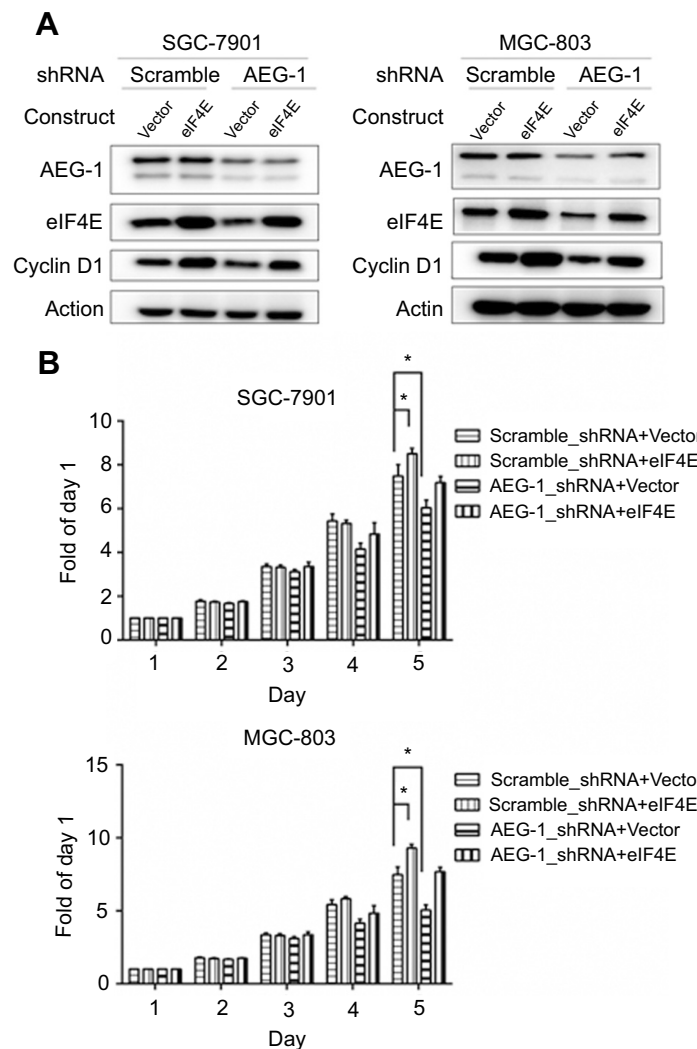 A
SGC-7901
shRNA Scramble AEG-1
Construct Vector eIF4E Vector eIF4E
AEG-1
eIF4E
Cyclin D1
Action
MGC-803
shRNA Scramble AEG-1
Construct Vector eIF4E Vector eIF4E
AEG-1
eIF4E
Cyclin D1
Actin
B
SGC-7901
Fold of day 1
10
8
6
4
2
0
* 
*
1 2 3 4 5
Day
Scramble_shRNA+Vector
Scramble_shRNA+eIF4E
AEG-1_shRNA+Vector
AEG-1_shRNA+eIF4E
MGC-803
Fold of day 1
15
10
5
0
*
*
1 2 3 4 5
Day
Scramble_shRNA+Vecto
Scramble_shRNA+eIF4E
AEG-1_shRNA+Vector
AEG-1_shRNA+eIF4E